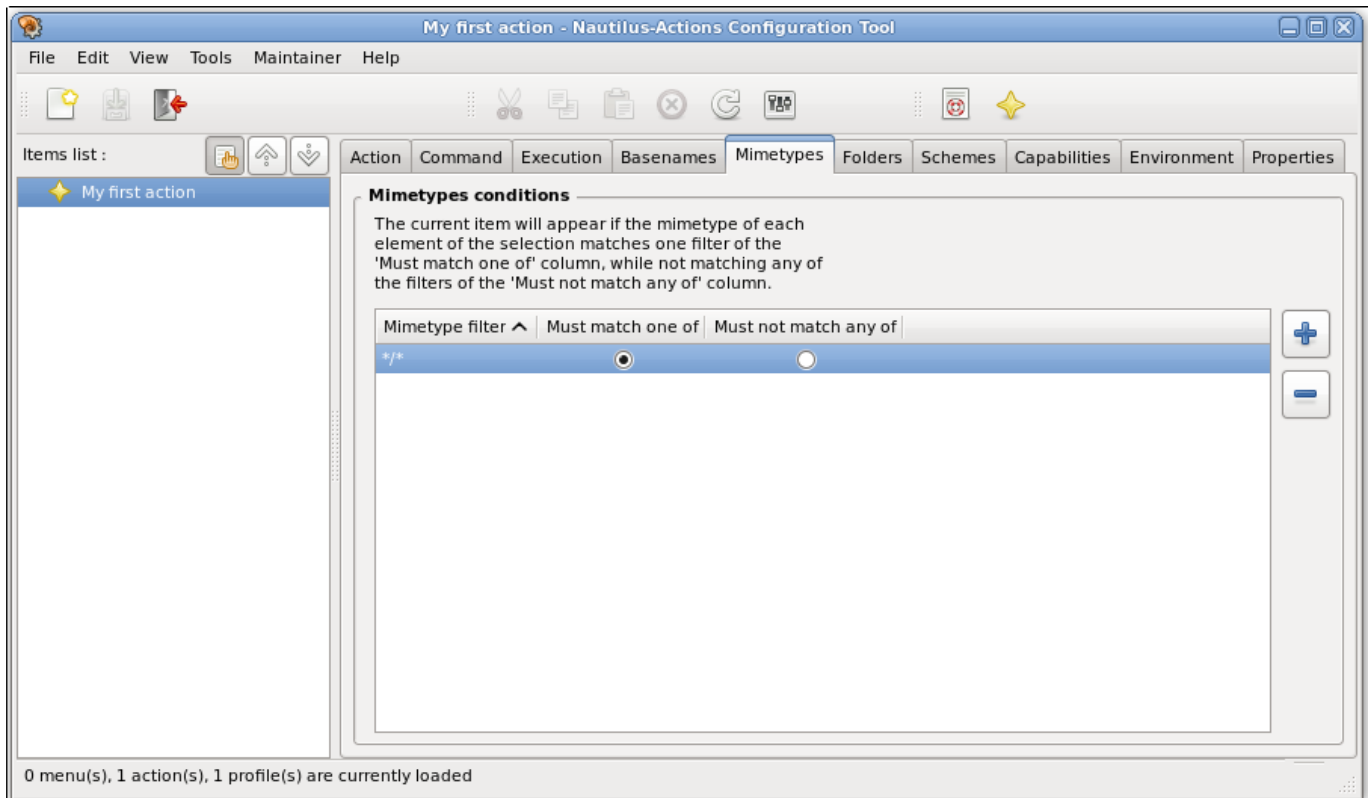 My first action - Nautilus-Actions Configuration Tool
File Edit View Tools Maintainer Help
Items list :
Action Command Execution Basenames Mimetypes Folders Schemes Capabilities Environment Properties
My first action
Mimetypes conditions
The current item will appear if the mimetype of each
element of the selection matches one filter of the
'Must match one of' column, while not matching any of
the filters of the 'Must not match any of' column.
Mimetype filter Must match one of Must not match any of
*/*
0 menu(s), 1 action(s), 1 profile(s) are currently loaded